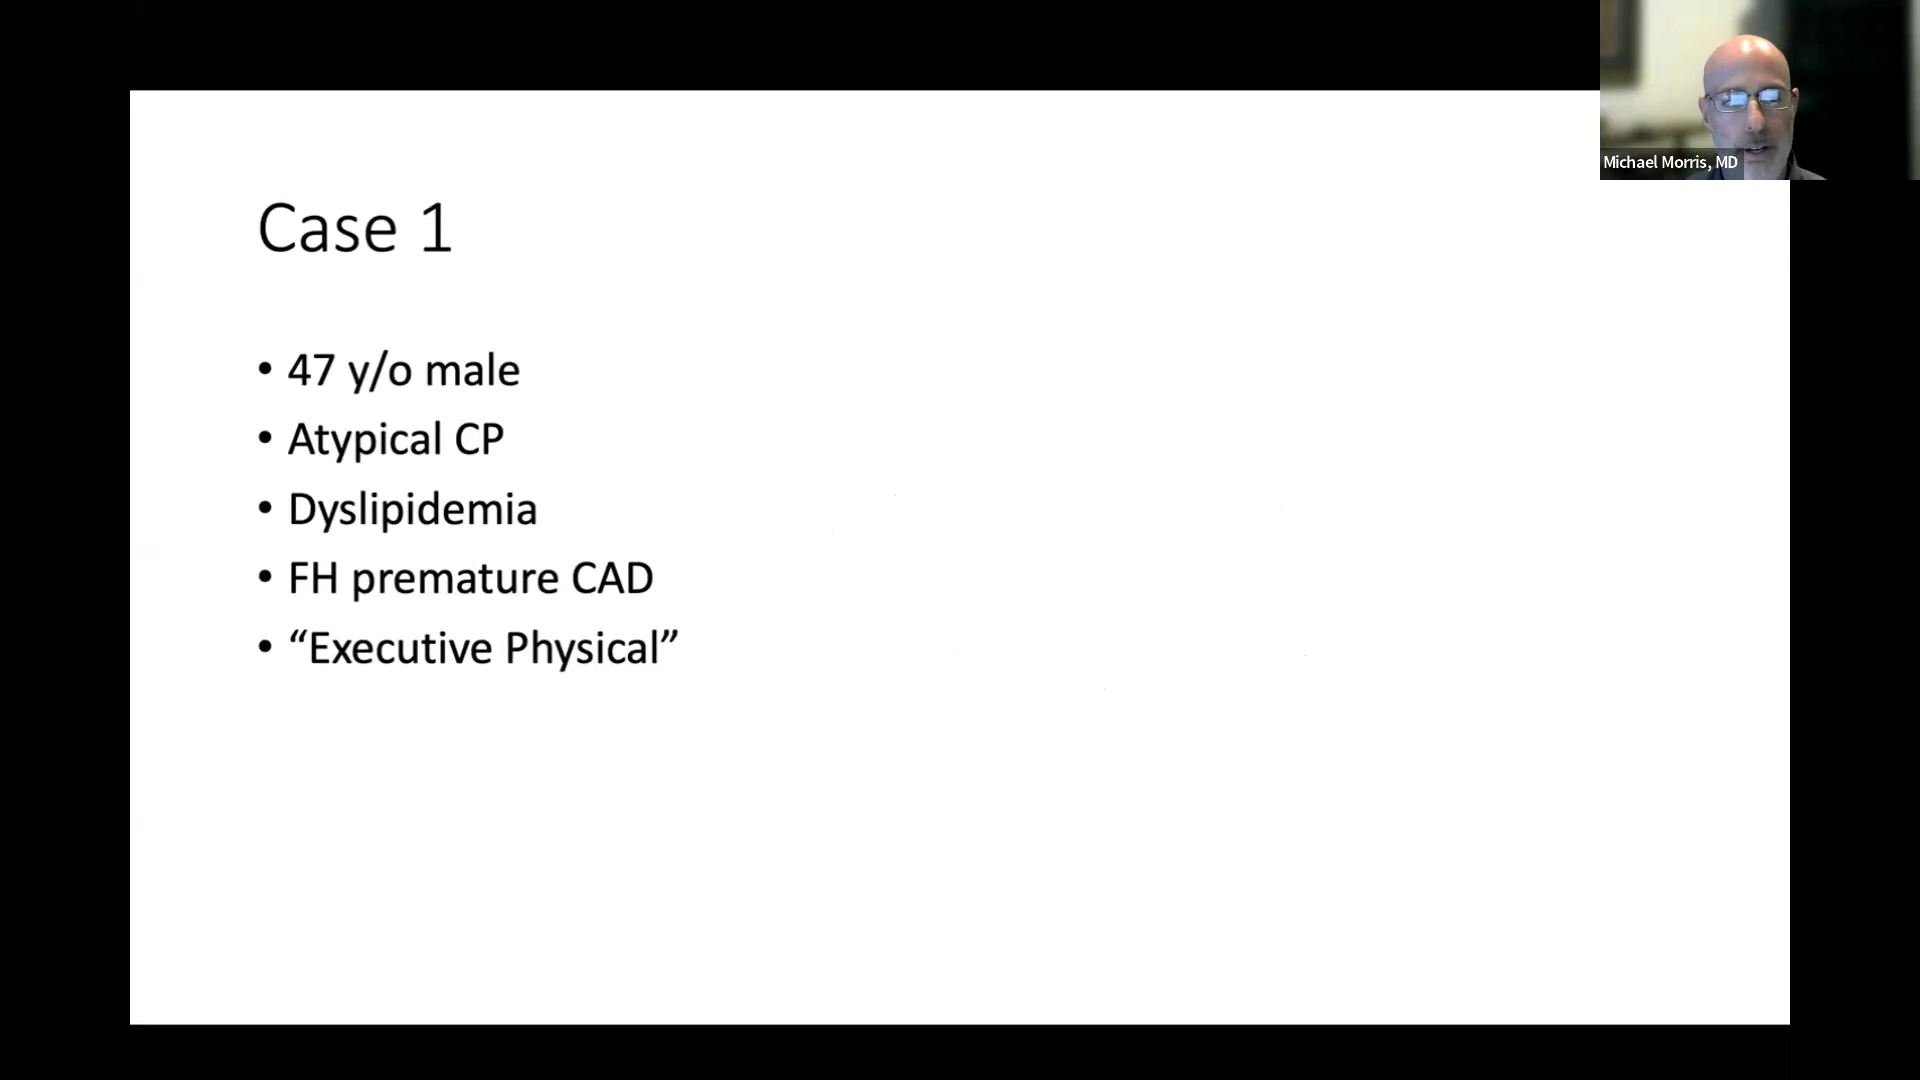 Michael Morris, MD
Case 1
• 47 y/o male
• Atypical CP
• Dyslipidemia
• FH premature CAD
• “Executive Physical”